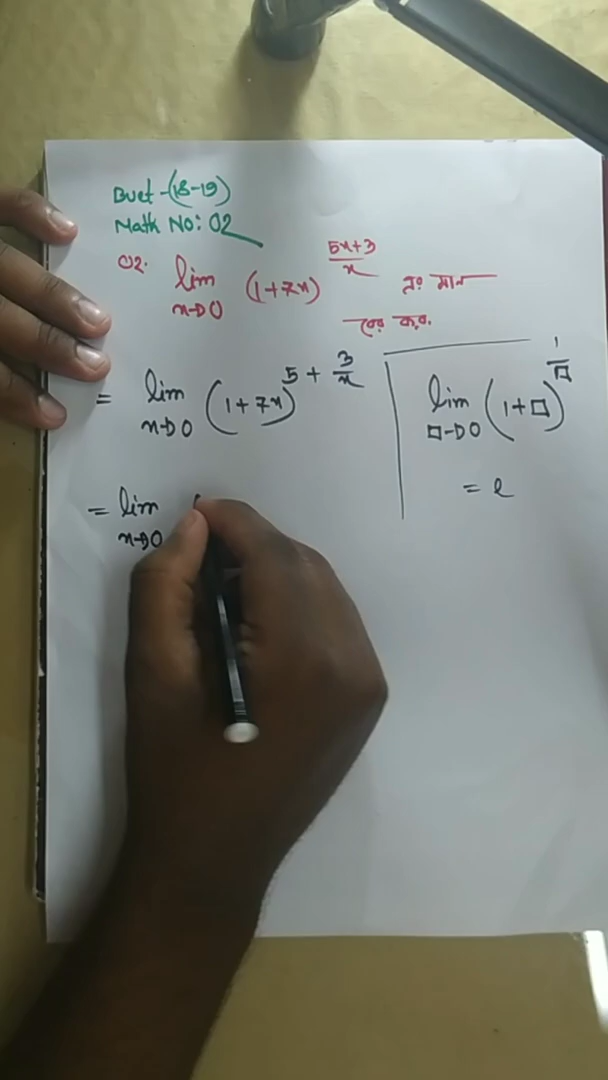 Buet-(18-19)
Math No: 02
02. lim x→0 (1+7x)^(5x+3)/x এর মান
বের কর.
= lim x→0 (1+7x)^5+3/x
lim □→0 (1+□)^1/□
= e
= lim x→0 (